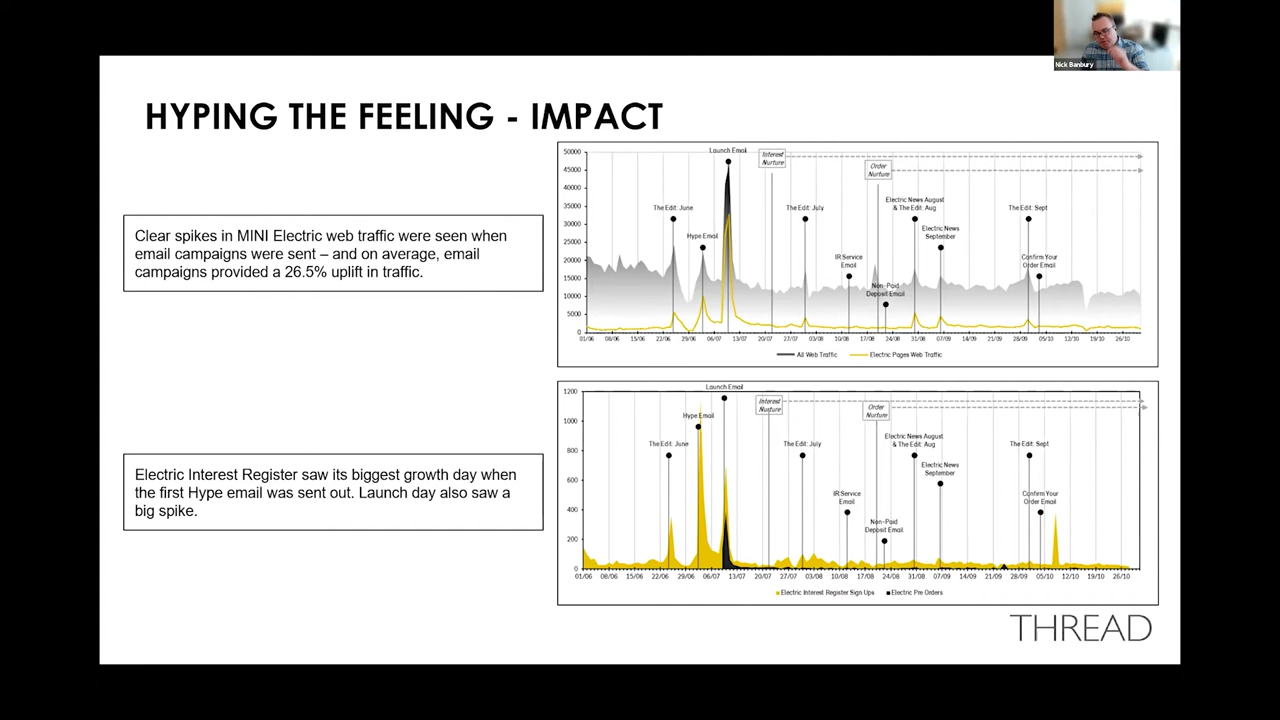 Nick Banbury
HYPING THE FEELING - IMPACT
Clear spikes in MINI Electric web traffic were seen when
email campaigns were sent – and on average, email
campaigns provided a 26.5% uplift in traffic.
Launch Email
Interest
Nurture
Order
Nurture
The Edit: June
Hype Email
The Edit: July
IR Service
Email
Non-Paid
Deposit Email
Electric News August
& The Edit: Aug
Electric News
September
The Edit: Sept
Confirm Your
Order Email
50000
45000
40000
35000
30000
25000
20000
15000
10000
5000
0
01/06 08/06 15/06 22/06 29/06 06/07 13/07 20/07 27/07 03/08 10/08 17/08 24/08 31/08 07/09 14/09 21/09 28/09 05/10 12/10 19/10 26/10
All Web Traffic Electric Pages Web Traffic
Electric Interest Register saw its biggest growth day when
the first Hype email was sent out. Launch day also saw a
big spike.
Launch Email
Interest
Nurture
Order
Nurture
Hype Email
The Edit: June
The Edit: July
IR Service
Email
Non-Paid
Deposit Email
Electric News August
& The Edit: Aug
Electric News
September
The Edit: Sept
Confirm Your
Order Email
1200
1000
800
600
400
200
0
01/06 08/06 15/06 22/06 29/06 06/07 13/07 20/07 27/07 03/08 10/08 17/08 24/08 31/08 07/09 14/09 21/09 28/09 05/10 12/10 19/10 26/10
Electric Interest Register Sign Ups Electric Pre Orders
THREAD